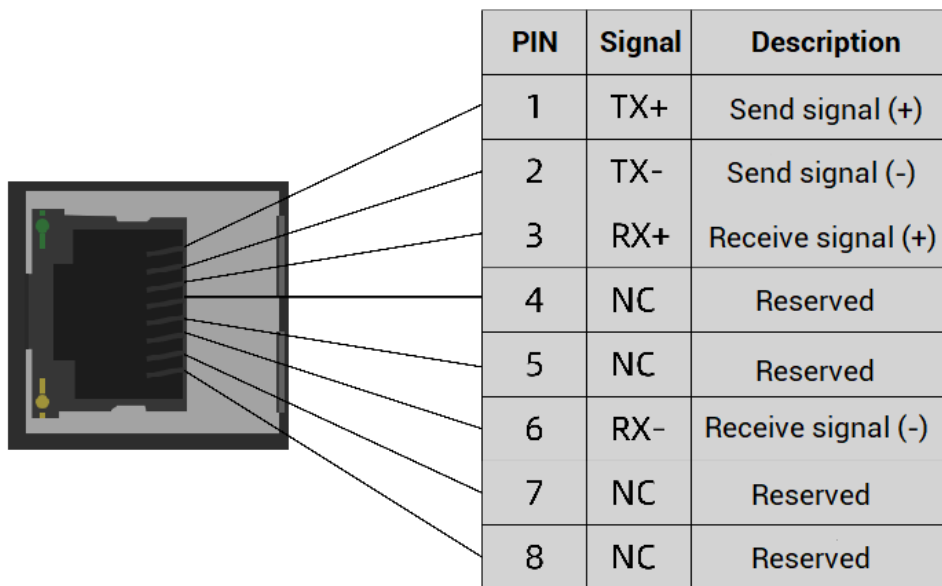 PIN Signal Description
1 TX+ Send signal (+)
2 TX- Send signal (-)
3 RX+ Receive signal (+)
4 NC Reserved
5 NC Reserved
6 RX- Receive signal (-)
7 NC Reserved
8 NC Reserved